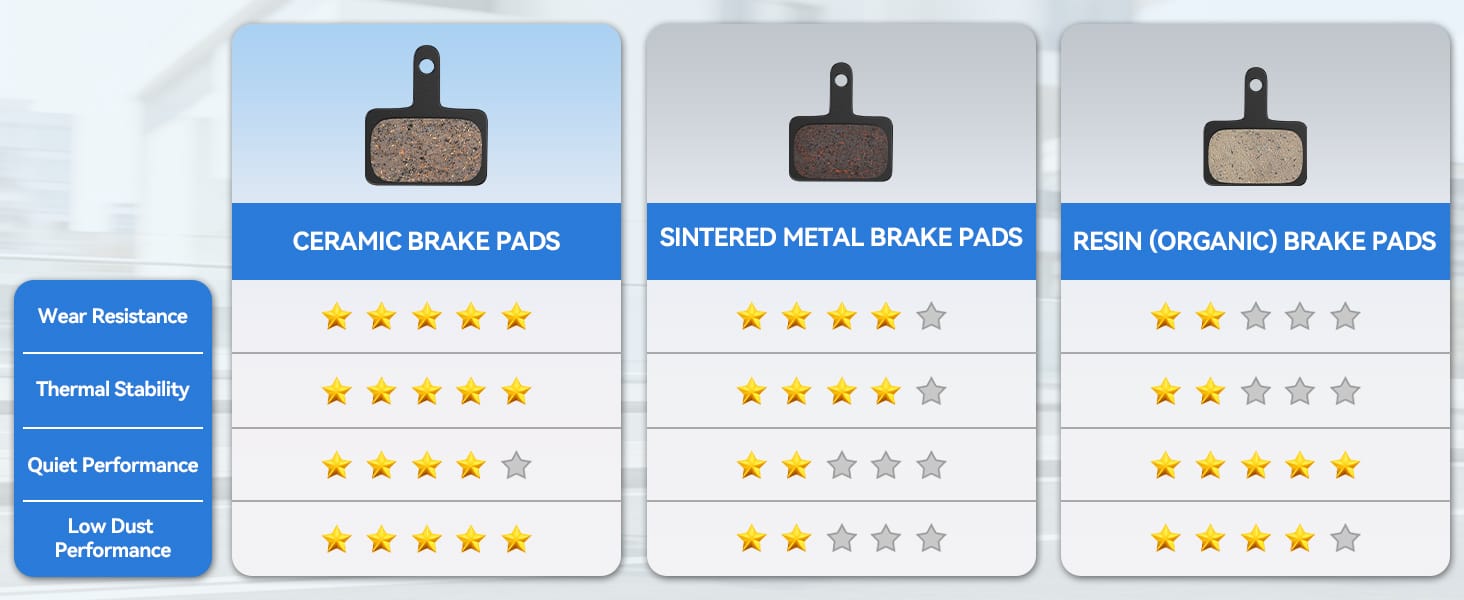 CERAMIC BRAKE PADS
SINTERED METAL BRAKE PADS
RESIN (ORGANIC) BRAKE PADS
Wear Resistance
Thermal Stability
Quiet Performance
Low Dust
Performance